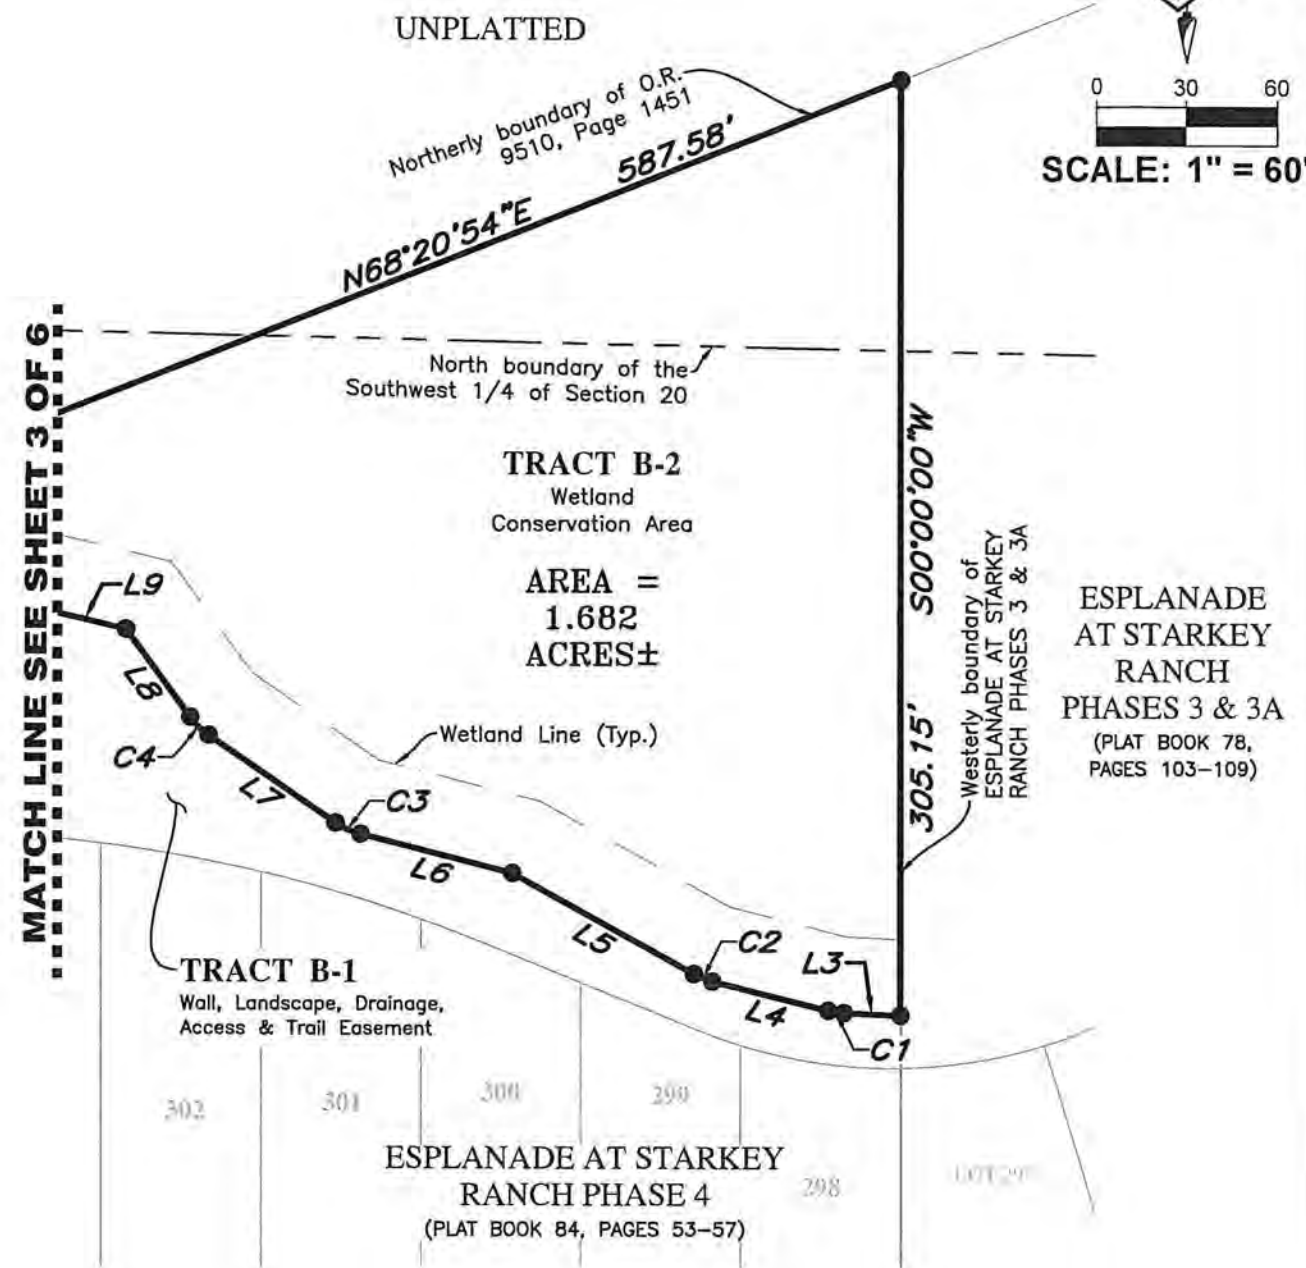 UNPLATTED
0 30 60
SCALE: 1" = 60'
Northerly boundary of O.R.
9510, Page 1451
587.58'
N68°20'54"E
MATCH LINE SEE SHEET 3 OF 6
North boundary of the
Southwest 1/4 of Section 20
TRACT B-2
Wetland
Conservation Area
AREA =
1.682
ACRES±
S00°00'00"W
305.15'
Westerly boundary of
ESPLANADE AT STARKEY
RANCH PHASES 3 & 3A
ESPLANADE
AT STARKEY
RANCH
PHASES 3 & 3A
(PLAT BOOK 78,
PAGES 103-109)
L9
L8
C4
L7
Wetland Line (Typ.)
C3
L6
L5
C2
L3
L4
C1
TRACT B-1
Wall, Landscape, Drainage,
Access & Trail Easement
302
301
300
299
298
ESPLANADE AT STARKEY
RANCH PHASE 4
(PLAT BOOK 84, PAGES 53-57)